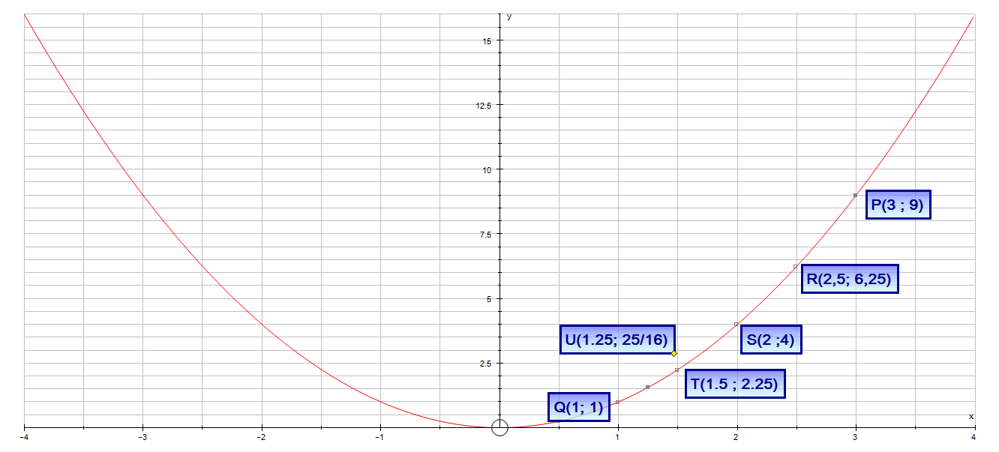 y
15
12.5
10
7.5
5
2.5
P(3 ; 9)
R(2,5; 6,25)
U(1.25; 25/16)
S(2 ;4)
T(1.5 ; 2.25)
Q(1; 1)
x
−4 −3 −2 −1 1 2 3 4